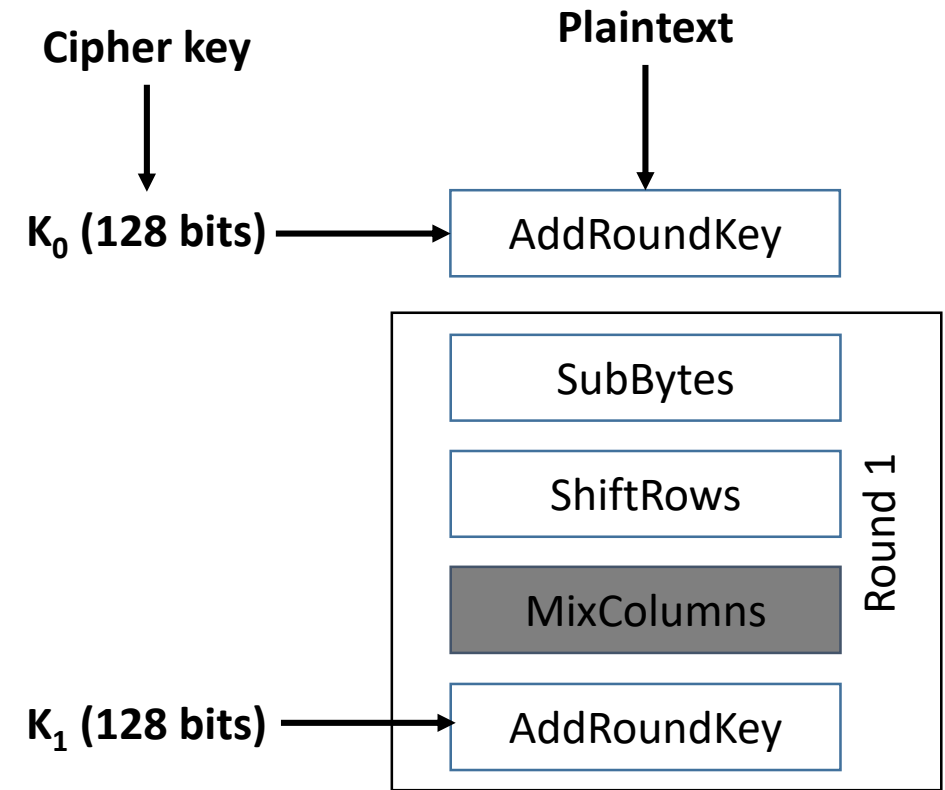 Cipher key
Plaintext
K₀ (128 bits)
AddRoundKey
SubBytes
ShiftRows
MixColumns
Round 1
K₁ (128 bits)
AddRoundKey